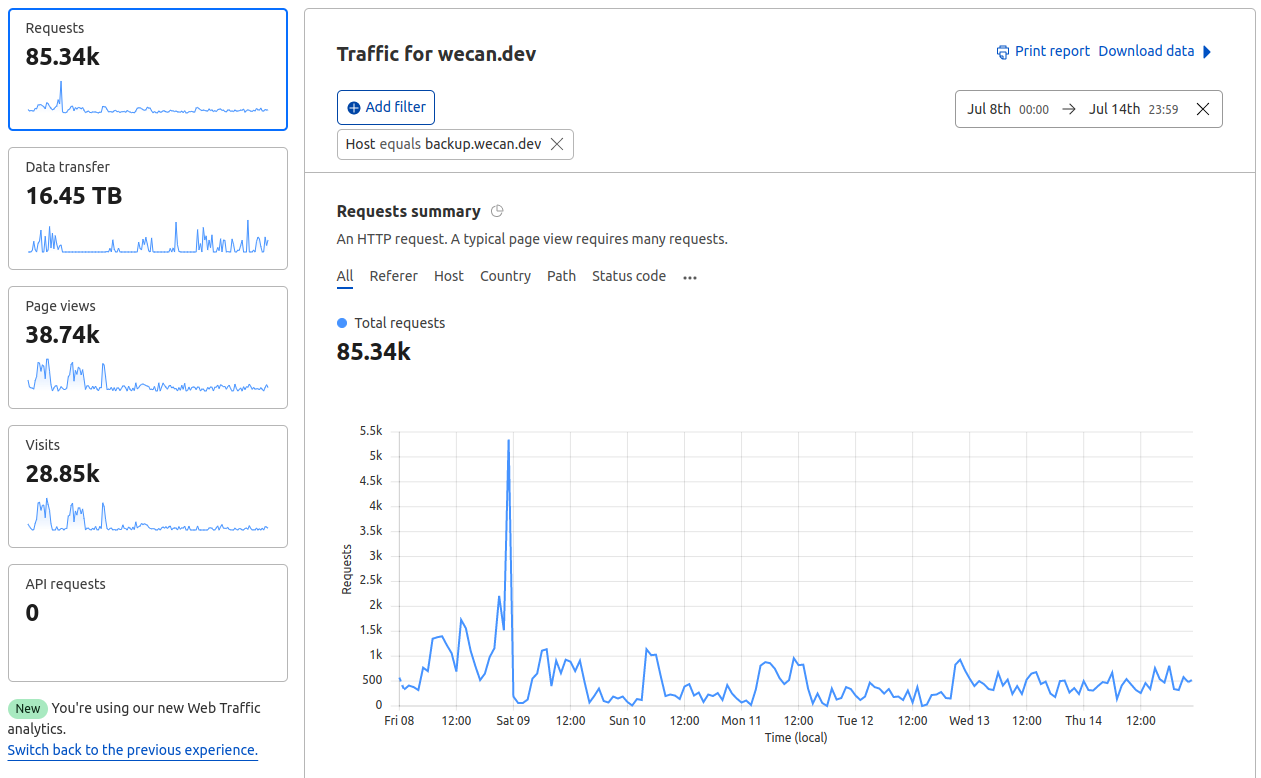 Requests
85.34k
Data transfer
16.45 TB
Page views
38.74k
Visits
28.85k
API requests
0
New You're using our new Web Traffic
analytics.
Switch back to the previous experience.
Traffic for wecan.dev
Print report Download data
Add filter
Jul 8th 00:00 → Jul 14th 23:59
Host equals backup.wecan.dev
Requests summary
An HTTP request. A typical page view requires many requests.
All Referer Host Country Path Status code ...
Total requests
85.34k
5.5k
5k
4.5k
4k
3.5k
3k
2.5k
2k
1.5k
1k
500
0
Requests
Fri 08 12:00 Sat 09 12:00 Sun 10 12:00 Mon 11 12:00 Tue 12 12:00 Wed 13 12:00 Thu 14 12:00
Time (local)